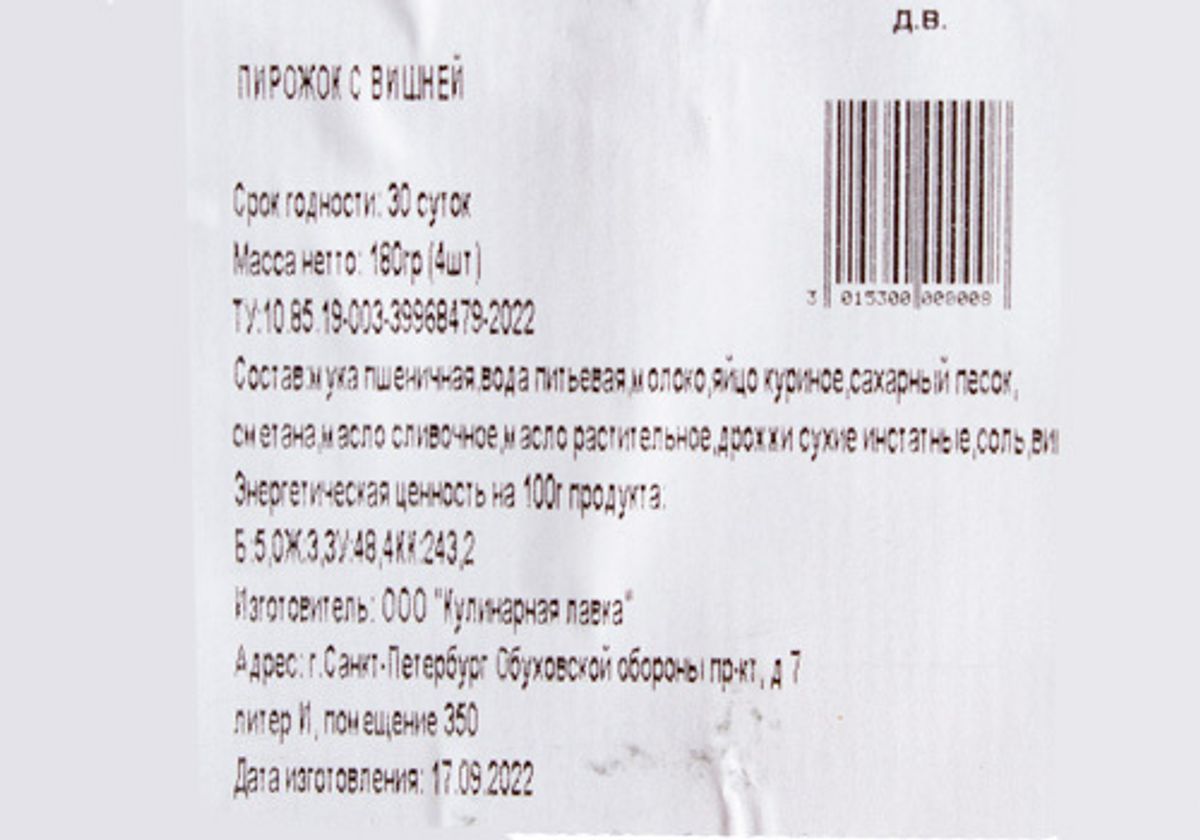 Д.В.
ПИРОЖОК С ВИШНЕЙ
3 015300 009008
Срок годности: 30 суток
Масса нетто: 180гр (4шт)
ТУ:10.85.19-003-39968479-2022
Состав:мука пшеничная,вода питьевая,молоко,яйцо куриное,сахарный песок,
сметана,масло сливочное,масло растительное,дрожжи сухие инстатные,соль,
Энергетическая ценность на 100г продукта:
Б:5,0Ж:3,3У:48,4КК:243,2
Изготовитель: ООО "Кулинарная лавка"
Адрес: г.Санкт-Петербург Обуховской обороны пр-кт, д 7
литер И, помещение 350
Дата изготовления: 17.09.2022